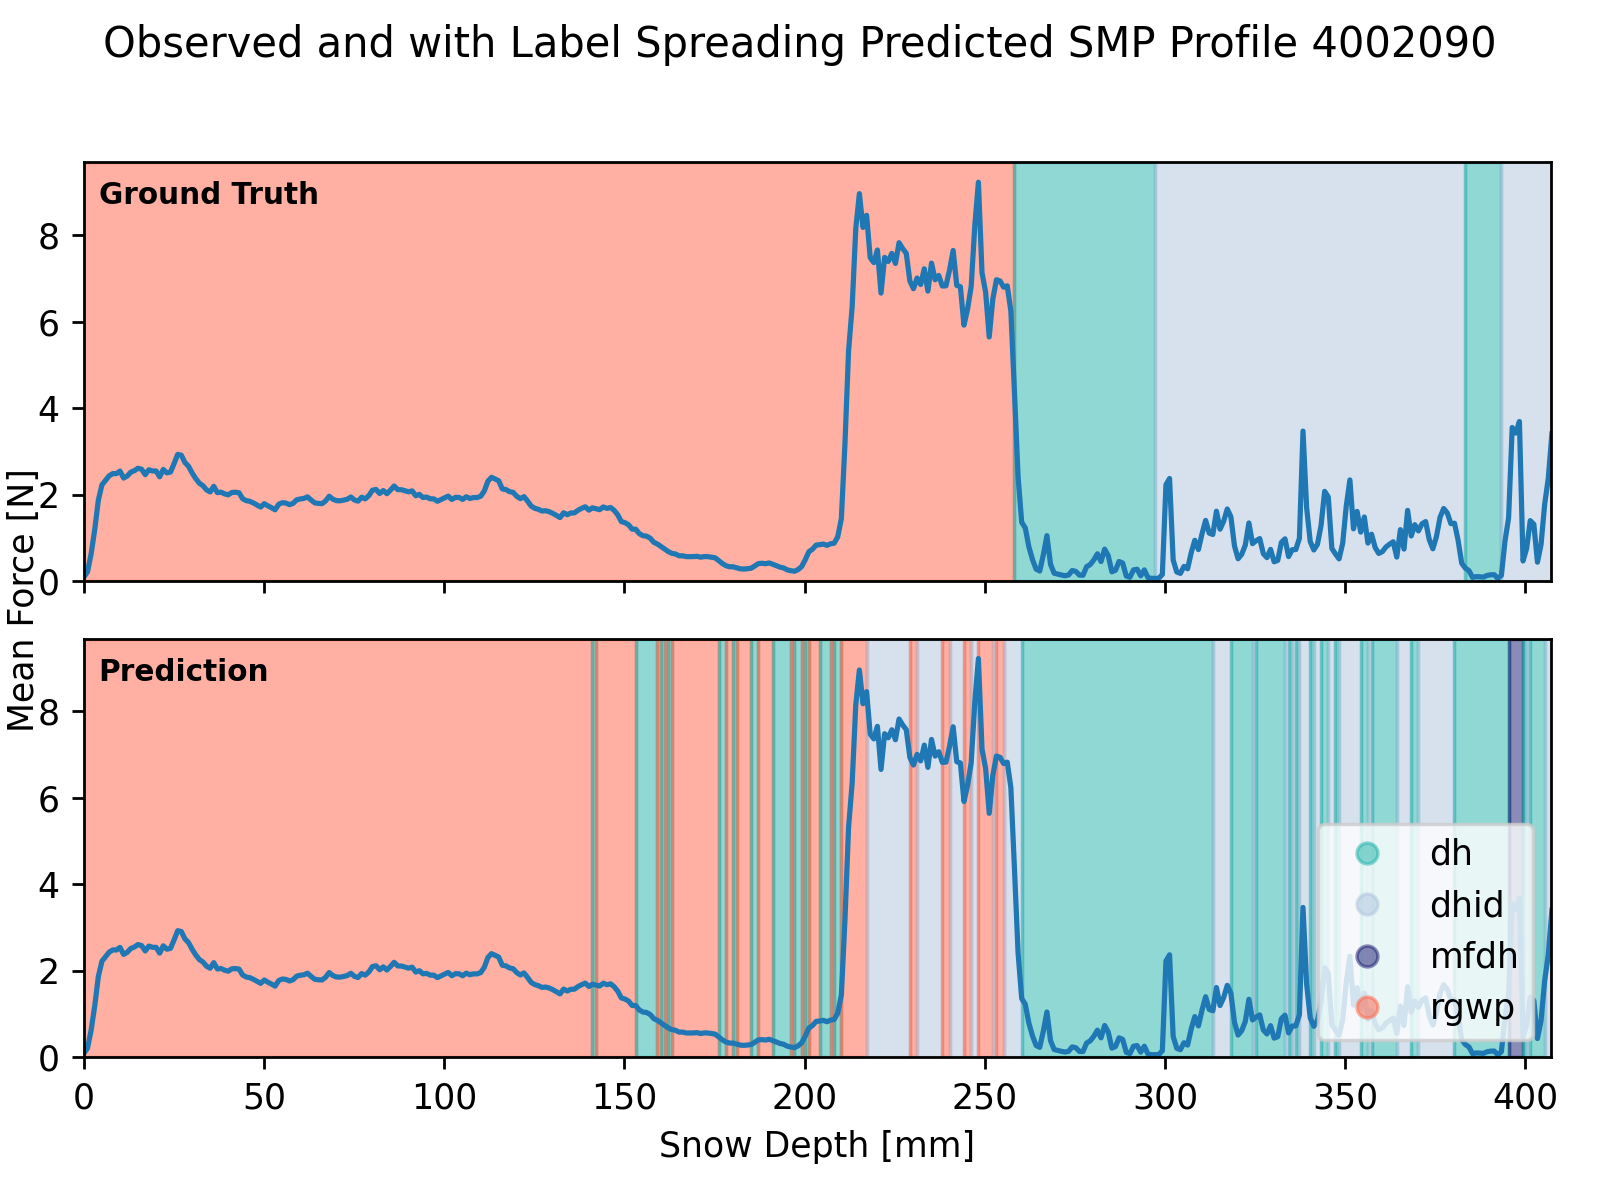 Observed and with Label Spreading Predicted SMP Profile 4002090
Ground Truth
8
6
4
2
0
Mean Force [N]
Prediction
8
6
4
2
0
dh
dhid
mfdh
rgwp
0 50 100 150 200 250 300 350 400
Snow Depth [mm]